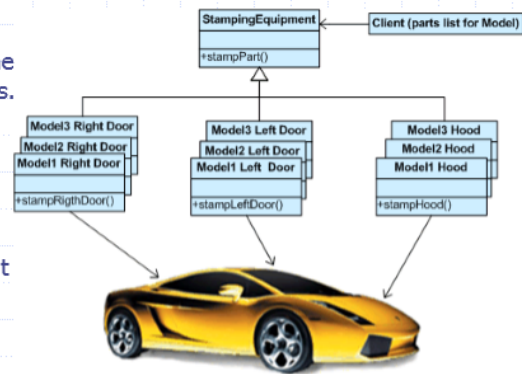 StampingEquipment
Client (parts list for Model)
+stampPart()
s.
Model3 Right Door
Model2 Right Door
Model1 Right Door
+stampRigthDoor()
Model3 Left Door
Model2 Left Door
Model1 Left Door
+stampLeftDoor()
Model3 Hood
Model2 Hood
Model1 Hood
+stampHood()
t